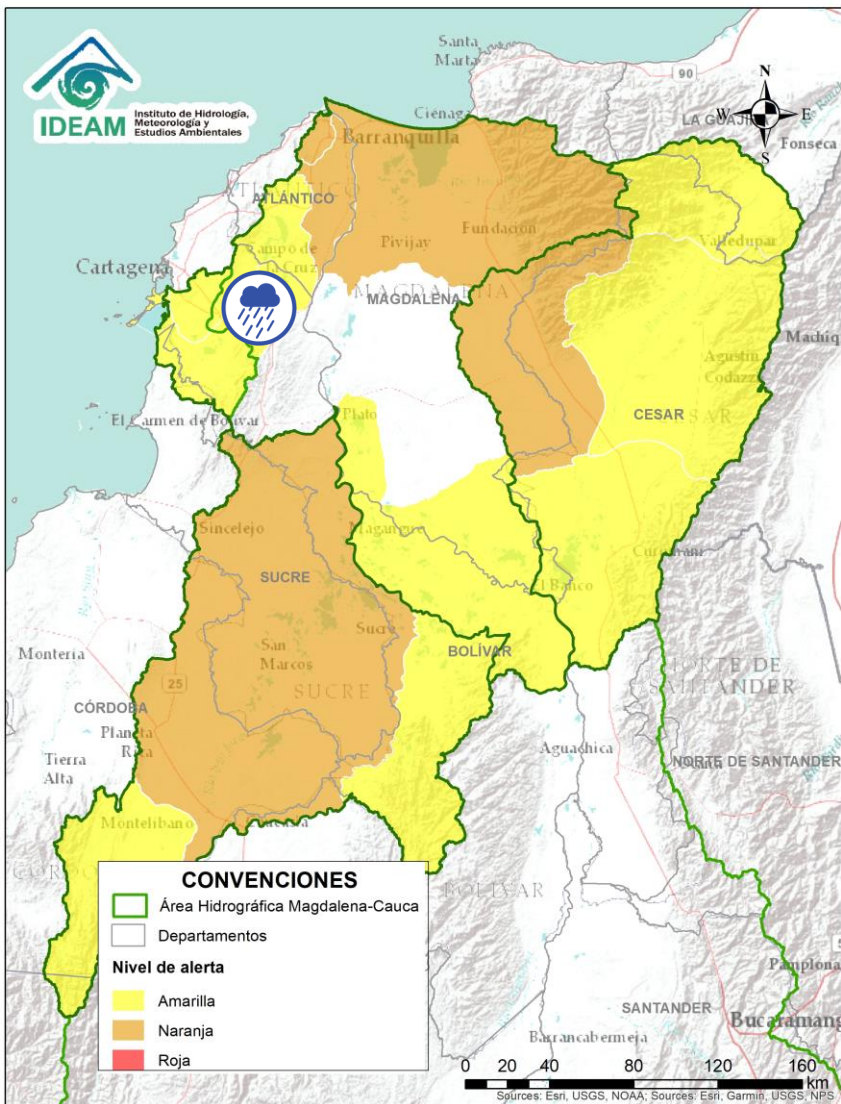 IDEAM
Instituto de Hidrología,
Meteorología y
Estudios Ambientales
Santa
Marta
90
N
W
E
S
LA GUAJI
Fonseca
Ciénaga
Barranquilla
ATLÁNTICO
Cartagena
Campo de
la Cruz
Pivijay
Fundación
Valledupar
MAGDALENA
Machiq
Agustín
Codazzi
CESAR
El Carmen de Bolívar
Plato
Sincelejo
Magangué
SUCRE
El Banco
Sucre
San
Marcos
SUCRE
BOLÍVAR
Montería
25
CÓRDOBA
Planeta
Rica
Tierra
Alta
NORTE DE
SANTANDER
Aguachica
NORTE DE SANTANDER
Montelíbano
BOLÍVAR
CONVENCIONES
Área Hidrográfica Magdalena-Cauca
Departamentos
Nivel de alerta
Amarilla
Naranja
Roja
Pamplona
SANTANDER
Bucaramang
Barrancabermeja
0 20 40 80 120 160
km
Sources: Esri, USGS, NOAA; Sources: Esri, Garmin, USGS, NPS